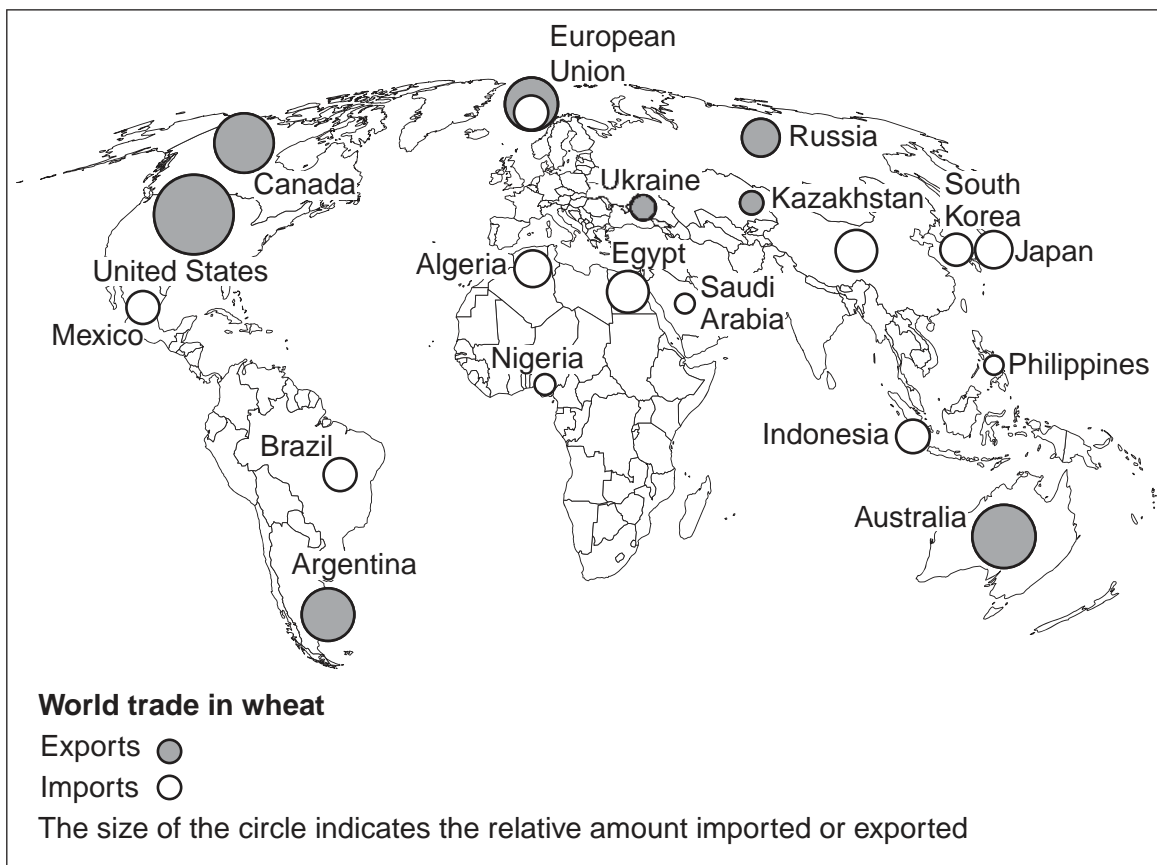 European
Union
Russia
Canada
Ukraine
Kazakhstan
South
Korea
Japan
United States
Algeria
Egypt
Saudi
Arabia
Mexico
Nigeria
Philippines
Brazil
Indonesia
Australia
Argentina
World trade in wheat
Exports
Imports
The size of the circle indicates the relative amount imported or exported